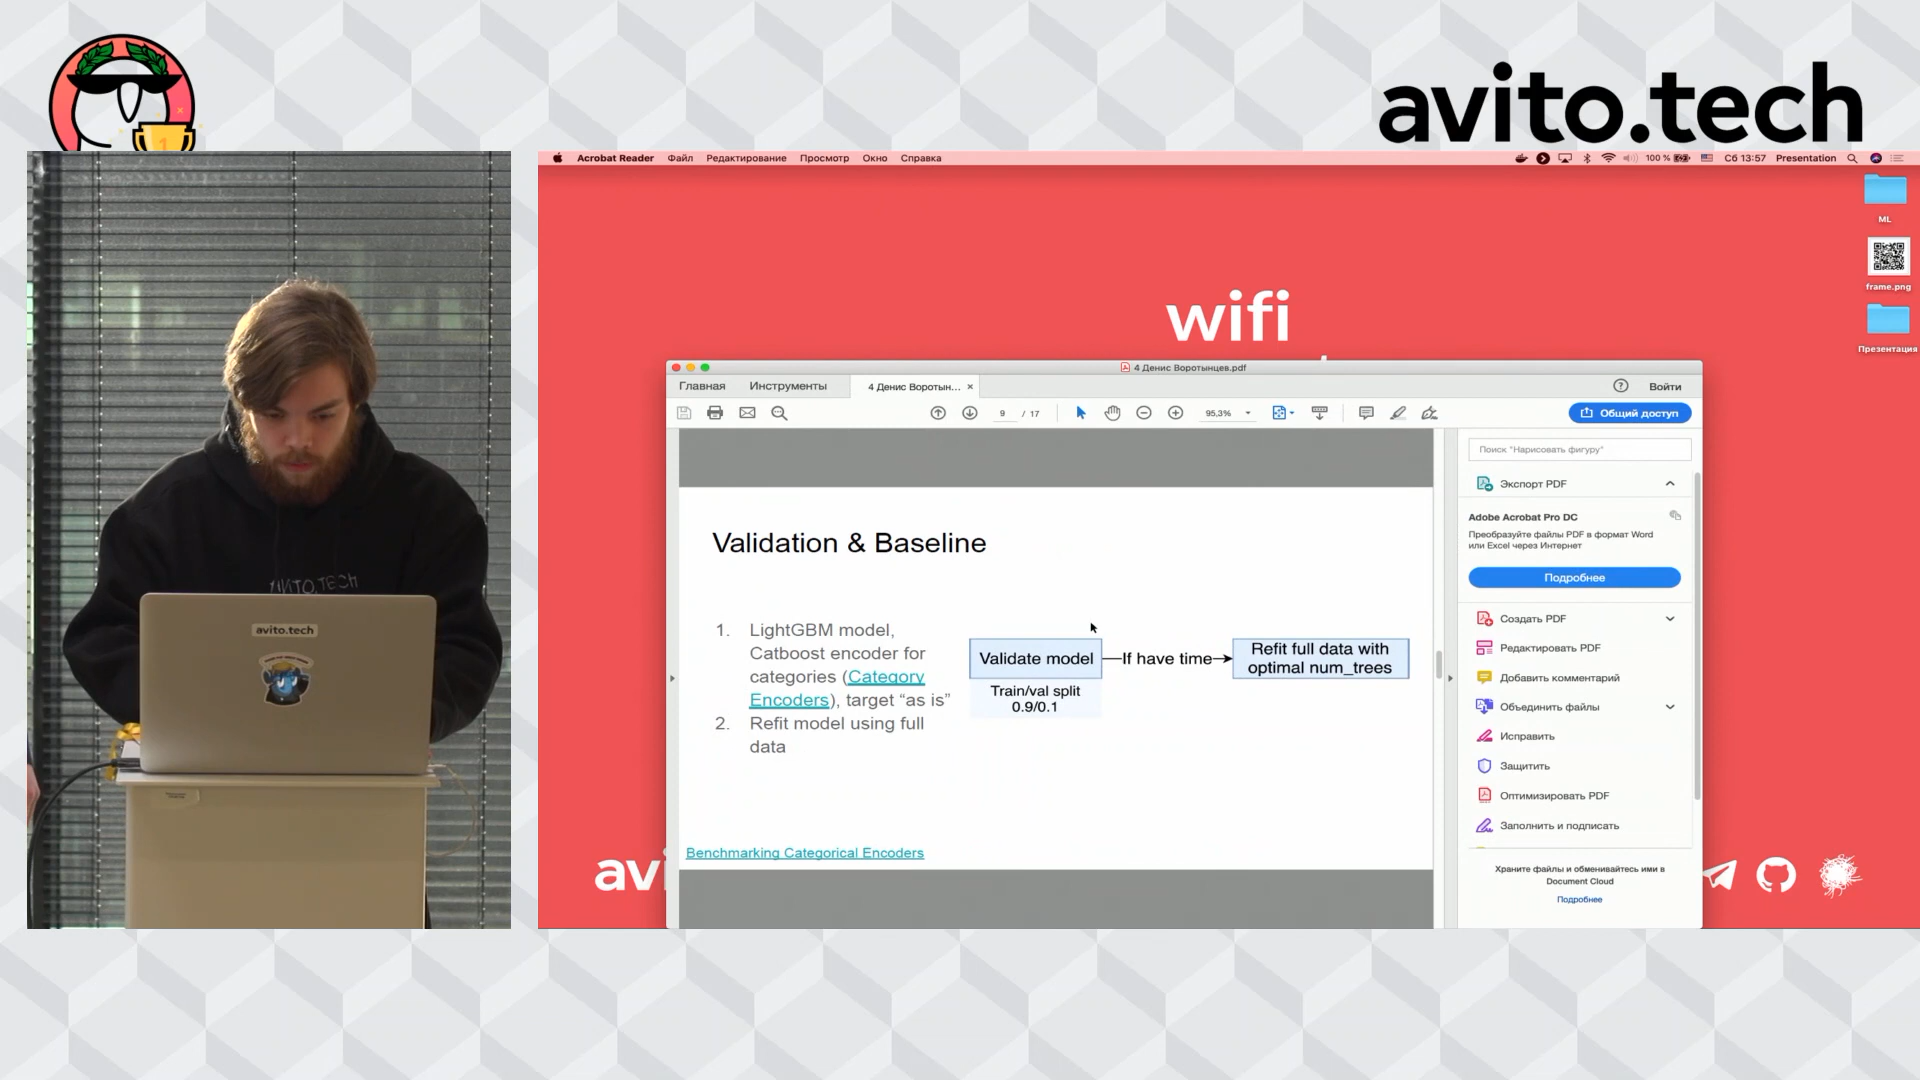 avito.tech
1
Acrobat Reader Файл Редактирование Просмотр Окно Справка
100 % Сб 13:57 Presentation
ML
frame.png
Презентация
wifi
4 Денис Воротынцев.pdf
Главная Инструменты 4 Денис Воротын... × ? Войти
9 / 17 95,3% Общий доступ
Поиск "Нарисовать фигуру"
Экспорт PDF
Adobe Acrobat Pro DC
Преобразуйте файлы PDF в формат Word
или Excel через Интернет
Подробнее
Создать PDF
Редактировать PDF
Добавить комментарий
Объединить файлы
Исправить
Защитить
Оптимизировать PDF
Заполнить и подписать
Храните файлы и обменивайтесь ими в
Document Cloud
Подробнее
Validation & Baseline
1. LightGBM model,
Catboost encoder for
categories (Category
Encoders), target “as is”
2. Refit model using full
data
Validate model
If have time
Refit full data with
optimal num_trees
Train/val split
0.9/0.1
Benchmarking Categorical Encoders
avi
AVITO.TECH
avito.tech